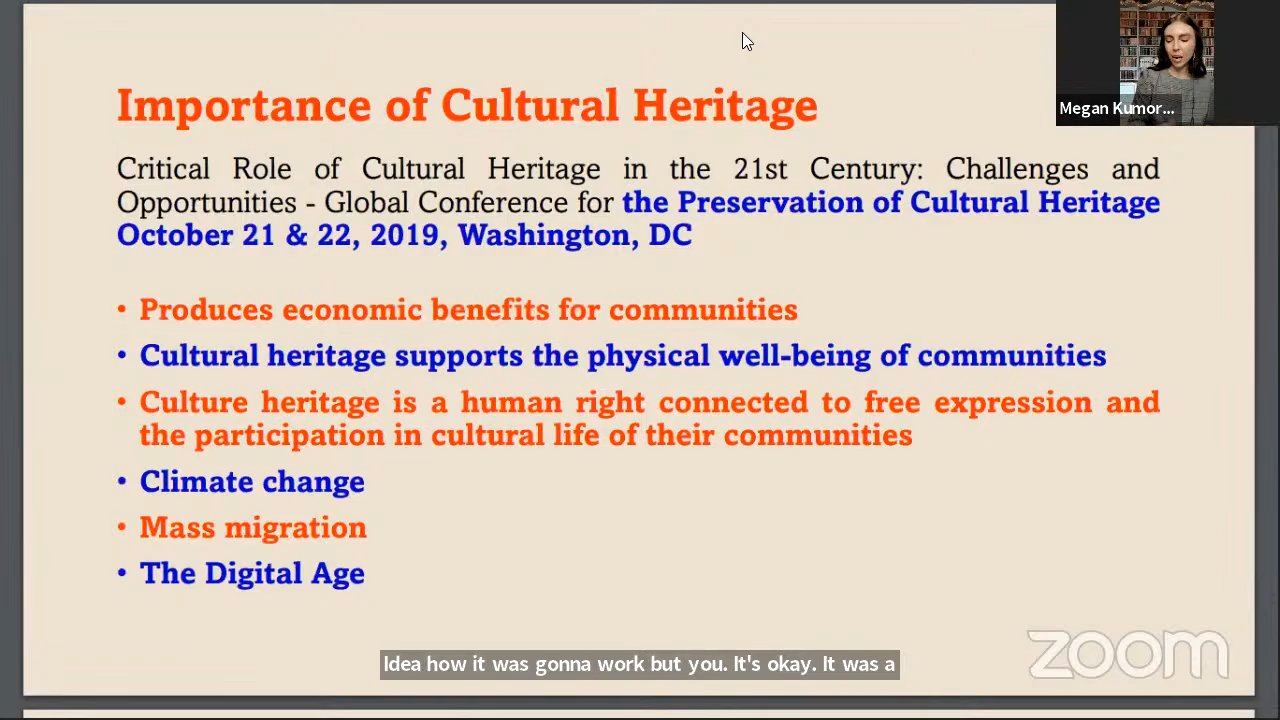 Importance of Cultural Heritage
Megan Kumor...
Critical Role of Cultural Heritage in the 21st Century: Challenges and
Opportunities - Global Conference for the Preservation of Cultural Heritage
October 21 & 22, 2019, Washington, DC
• Produces economic benefits for communities
• Cultural heritage supports the physical well-being of communities
• Culture heritage is a human right connected to free expression and
the participation in cultural life of their communities
• Climate change
• Mass migration
• The Digital Age
Idea how it was gonna work but you. It's okay. It was a
zoom